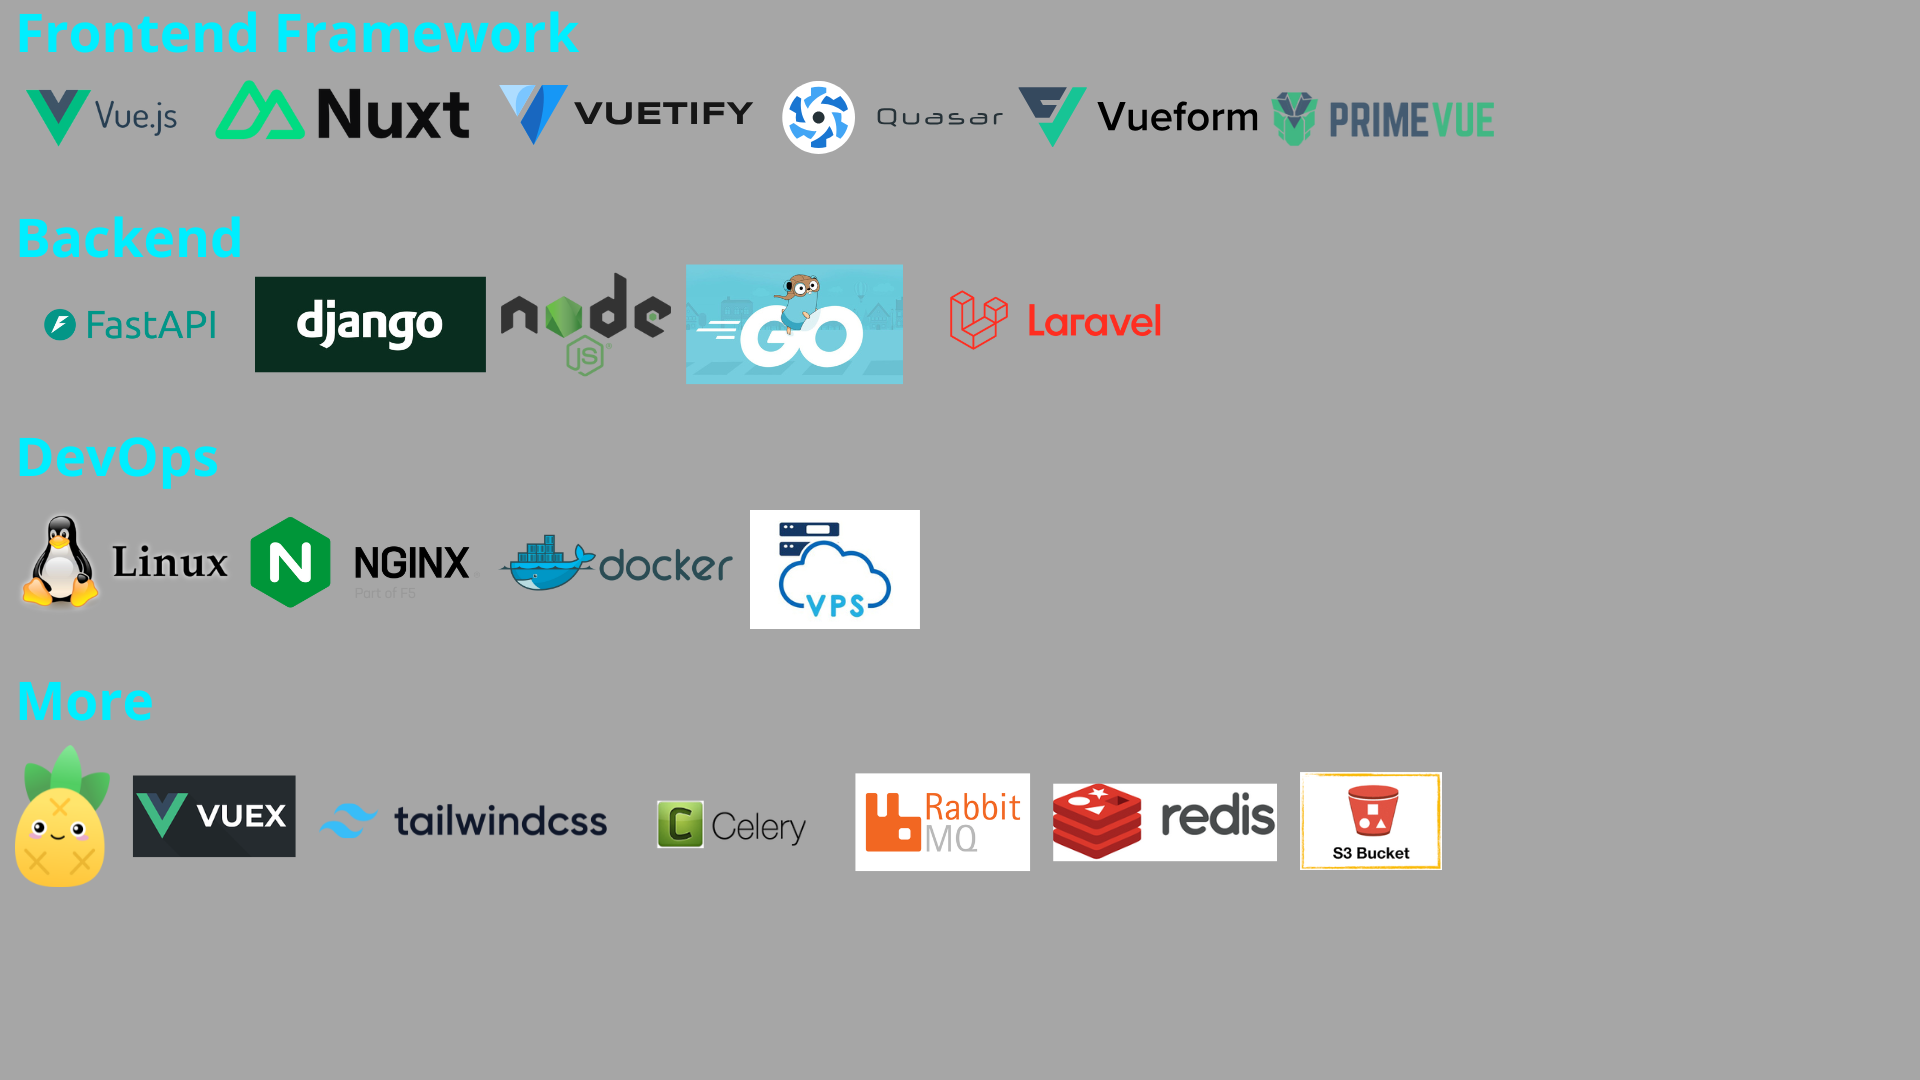 Frontend Framework
Vue.js Nuxt VUETIFY Quasar Vueform PRIMEVUE
Backend
FastAPI django node GO Laravel
JS
DevOps
Linux NGINX docker VPS
Part of F5
More
VUEX tailwindcss C Celery Rabbit MQ redis S3 Bucket